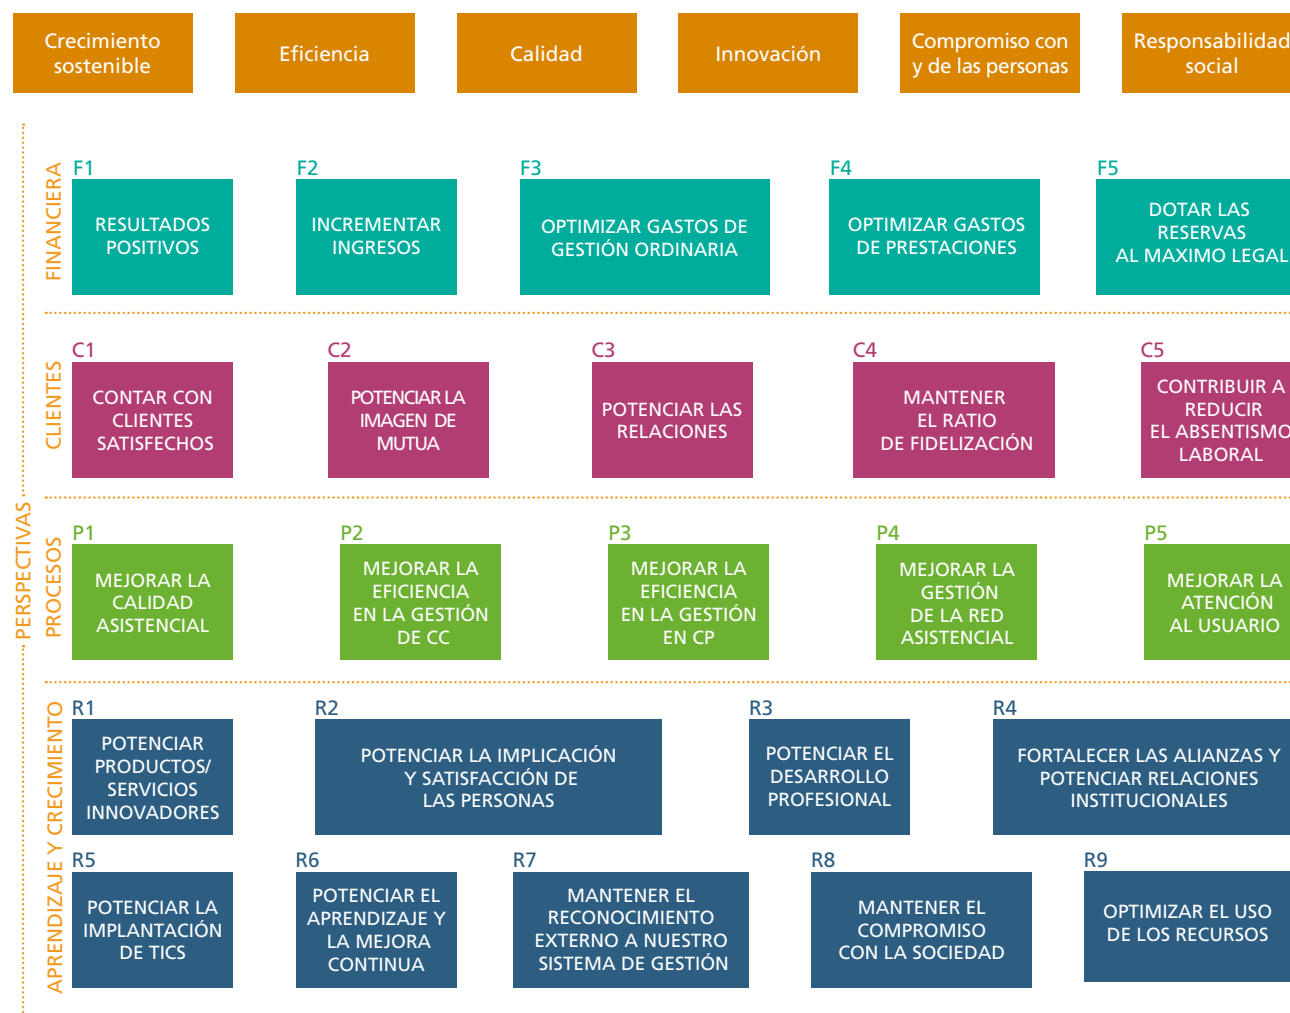 Crecimiento
sostenible
Eficiencia
Calidad
Innovación
Compromiso con
y de las personas
Responsabilidad
social
PERSPECTIVAS
FINANCIERA
F1
RESULTADOS
POSITIVOS
F2
INCREMENTAR
INGRESOS
F3
OPTIMIZAR GASTOS DE
GESTIÓN ORDINARIA
F4
OPTIMIZAR GASTOS
DE PRESTACIONES
F5
DOTAR LAS
RESERVAS
AL MAXIMO LEGAL
CLIENTES
C1
CONTAR CON
CLIENTES
SATISFECHOS
C2
POTENCIAR LA
IMAGEN DE
MUTUA
C3
POTENCIAR LAS
RELACIONES
C4
MANTENER
EL RATIO
DE FIDELIZACIÓN
C5
CONTRIBUIR A
REDUCIR
EL ABSENTISMO
LABORAL
PROCESOS
P1
MEJORAR LA
CALIDAD
ASISTENCIAL
P2
MEJORAR LA
EFICIENCIA
EN LA GESTIÓN
DE CC
P3
MEJORAR LA
EFICIENCIA
EN LA GESTIÓN
EN CP
P4
MEJORAR LA
GESTIÓN
DE LA RED
ASISTENCIAL
P5
MEJORAR LA
ATENCIÓN
AL USUARIO
APRENDIZAJE Y CRECIMIENTO
R1
POTENCIAR
PRODUCTOS/
SERVICIOS
INNOVADORES
R2
POTENCIAR LA IMPLICACIÓN
Y SATISFACCIÓN DE
LAS PERSONAS
R3
POTENCIAR EL
DESARROLLO
PROFESIONAL
R4
FORTALECER LAS ALIANZAS Y
POTENCIAR RELACIONES
INSTITUCIONALES
R5
POTENCIAR LA
IMPLANTACIÓN
DE TICS
R6
POTENCIAR EL
APRENDIZAJE Y
LA MEJORA
CONTINUA
R7
MANTENER EL
RECONOCIMIENTO
EXTERNO A NUESTRO
SISTEMA DE GESTIÓN
R8
MANTENER EL
COMPROMISO
CON LA SOCIEDAD
R9
OPTIMIZAR EL USO
DE LOS RECURSOS